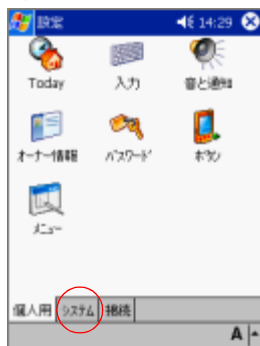 設定 14:29
Today 入力 音と通知
オーナー情報 パスワード ボタン
メニュー
個人用 システム 接続
A